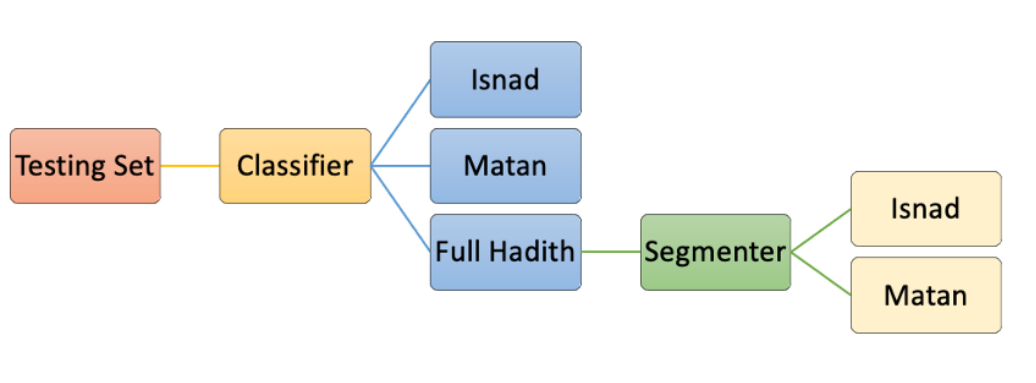 Testing Set
Classifier
Isnad
Matan
Full Hadith
Segmenter
Isnad
Matan